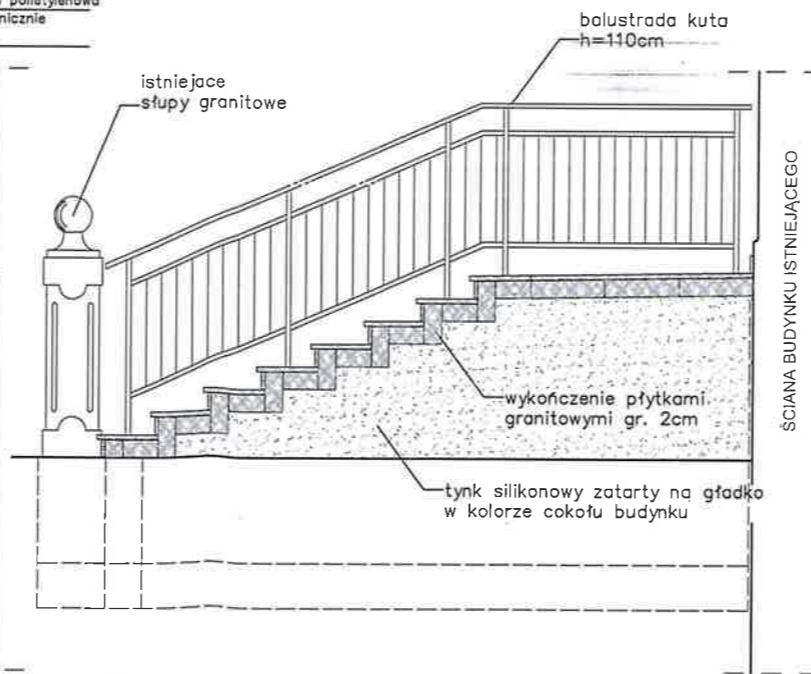 nicznie
balustrada kuta
h=110cm
istniejace
słupy granitowe
ŚCIANA BUDYNKU ISTNIEJĄCEGO
wykończenie płytkami
granitowymi gr. 2cm
tynk silikonowy zatarty na gładko
w kolorze cokołu budynku